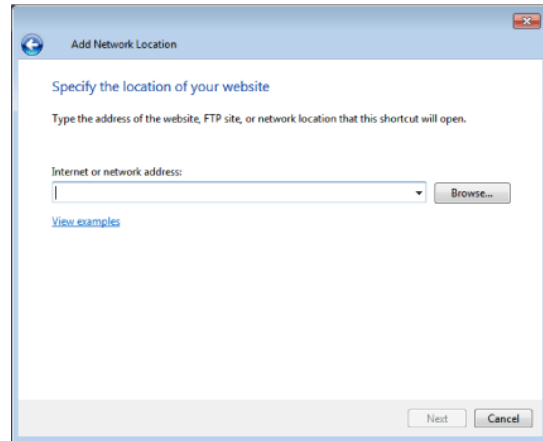 Add Network Location
Specify the location of your website
Type the address of the website, FTP site, or network location that this shortcut will open.
Internet or network address:
Browse...
View examples
Next Cancel